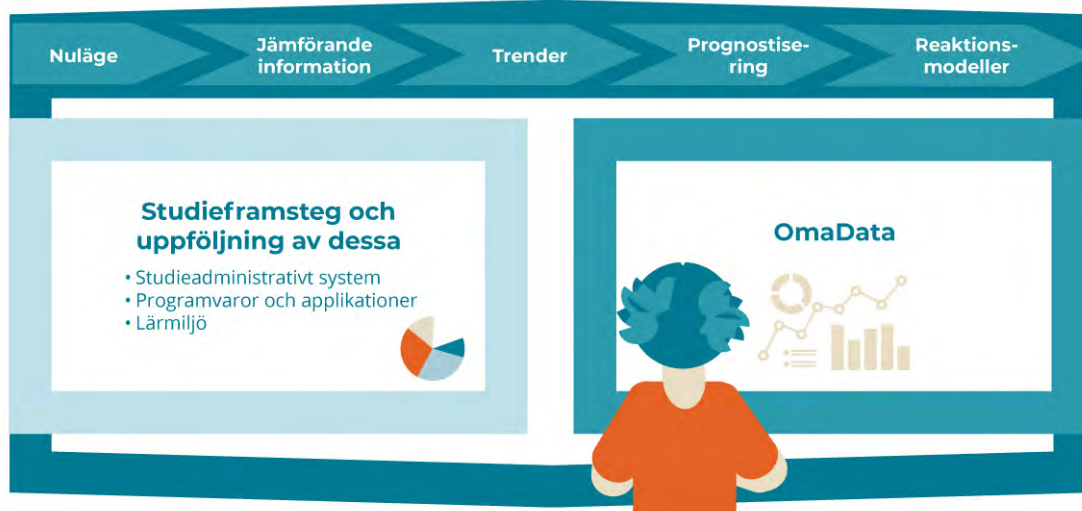 Nuläge
Jämförande
information
Trender
Prognostise-
ring
Reaktions-
modeller
Studieframsteg och
uppföljning av dessa
• Studieadministrativt system
• Programvaror och applikationer
• Lärmiljö
OmaData